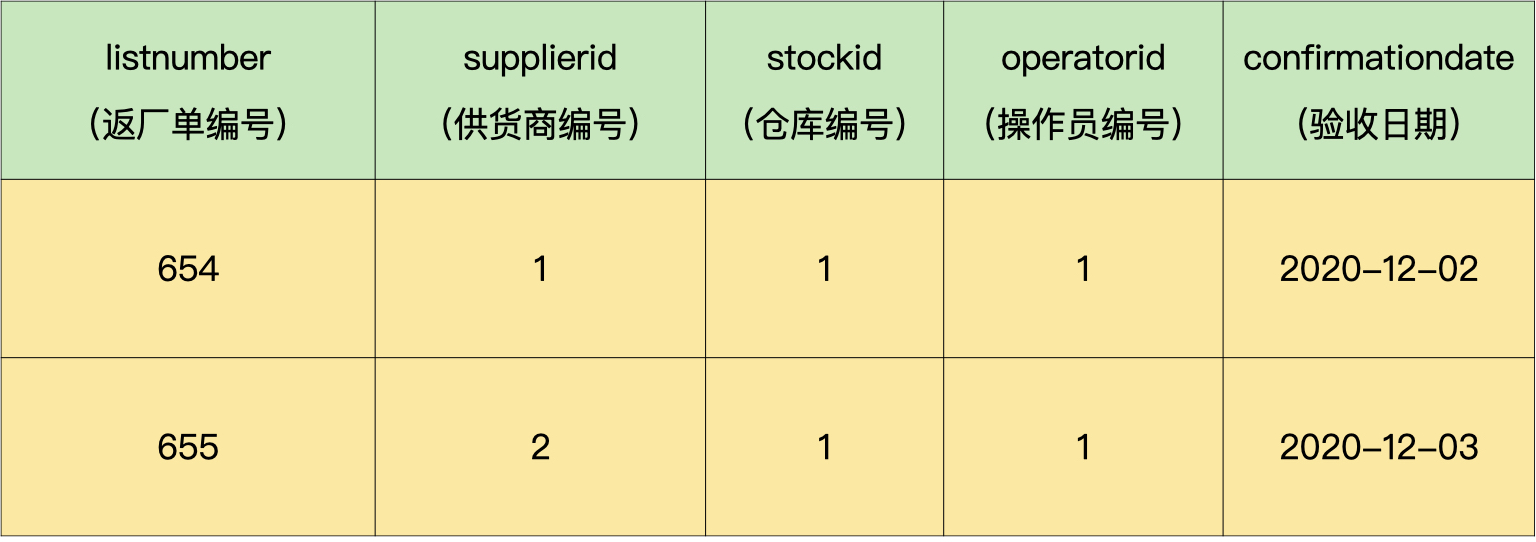 listnumber
（返厂单编号）
supplierid
（供货商编号）
stockid
（仓库编号）
operatorid
（操作员编号）
confirmationdate
（验收日期）
654
1
1
1
2020-12-02
655
2
1
1
2020-12-03